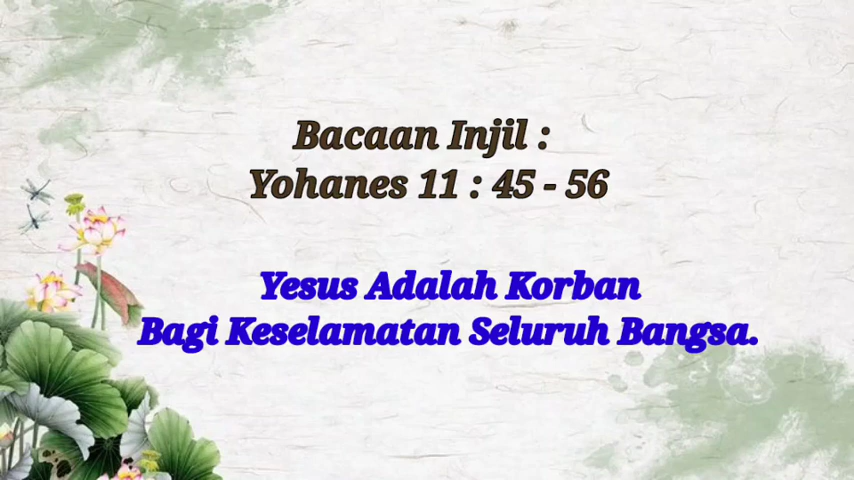 Bacaan Injil :
Yohanes 11 : 45 - 56
Yesus Adalah Korban
Bagi Keselamatan Seluruh Bangsa.